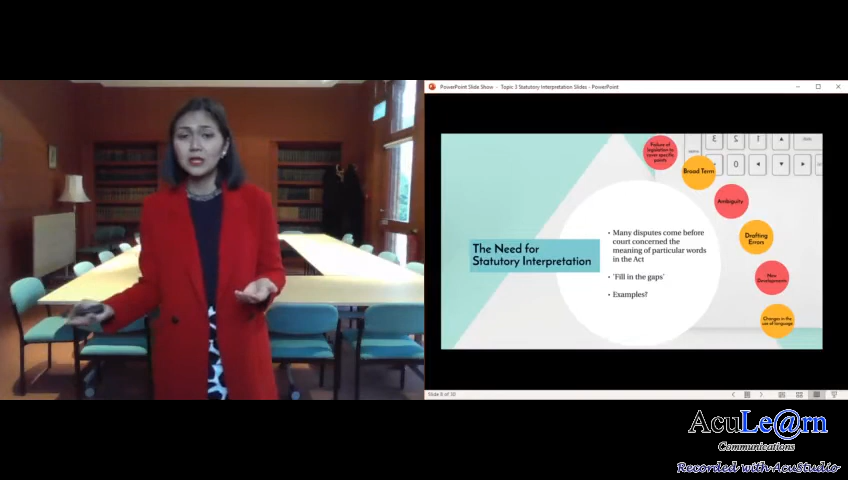 PowerPoint Slide Show - Topic 3 Statutory Interpretation Slides - PowerPoint
Failure of
legislation to
cover specific
points
Broad Term
Ambiguity
Drafting
Errors
New
Developments
Changes in the
use of language
The Need for
Statutory Interpretation
• Many disputes come before
court concerned the
meaning of particular words
in the Act
• 'Fill in the gaps'
• Examples?
Slide 9 of 30
AcuLe@rn
Communications
Recorded with AcuStudio